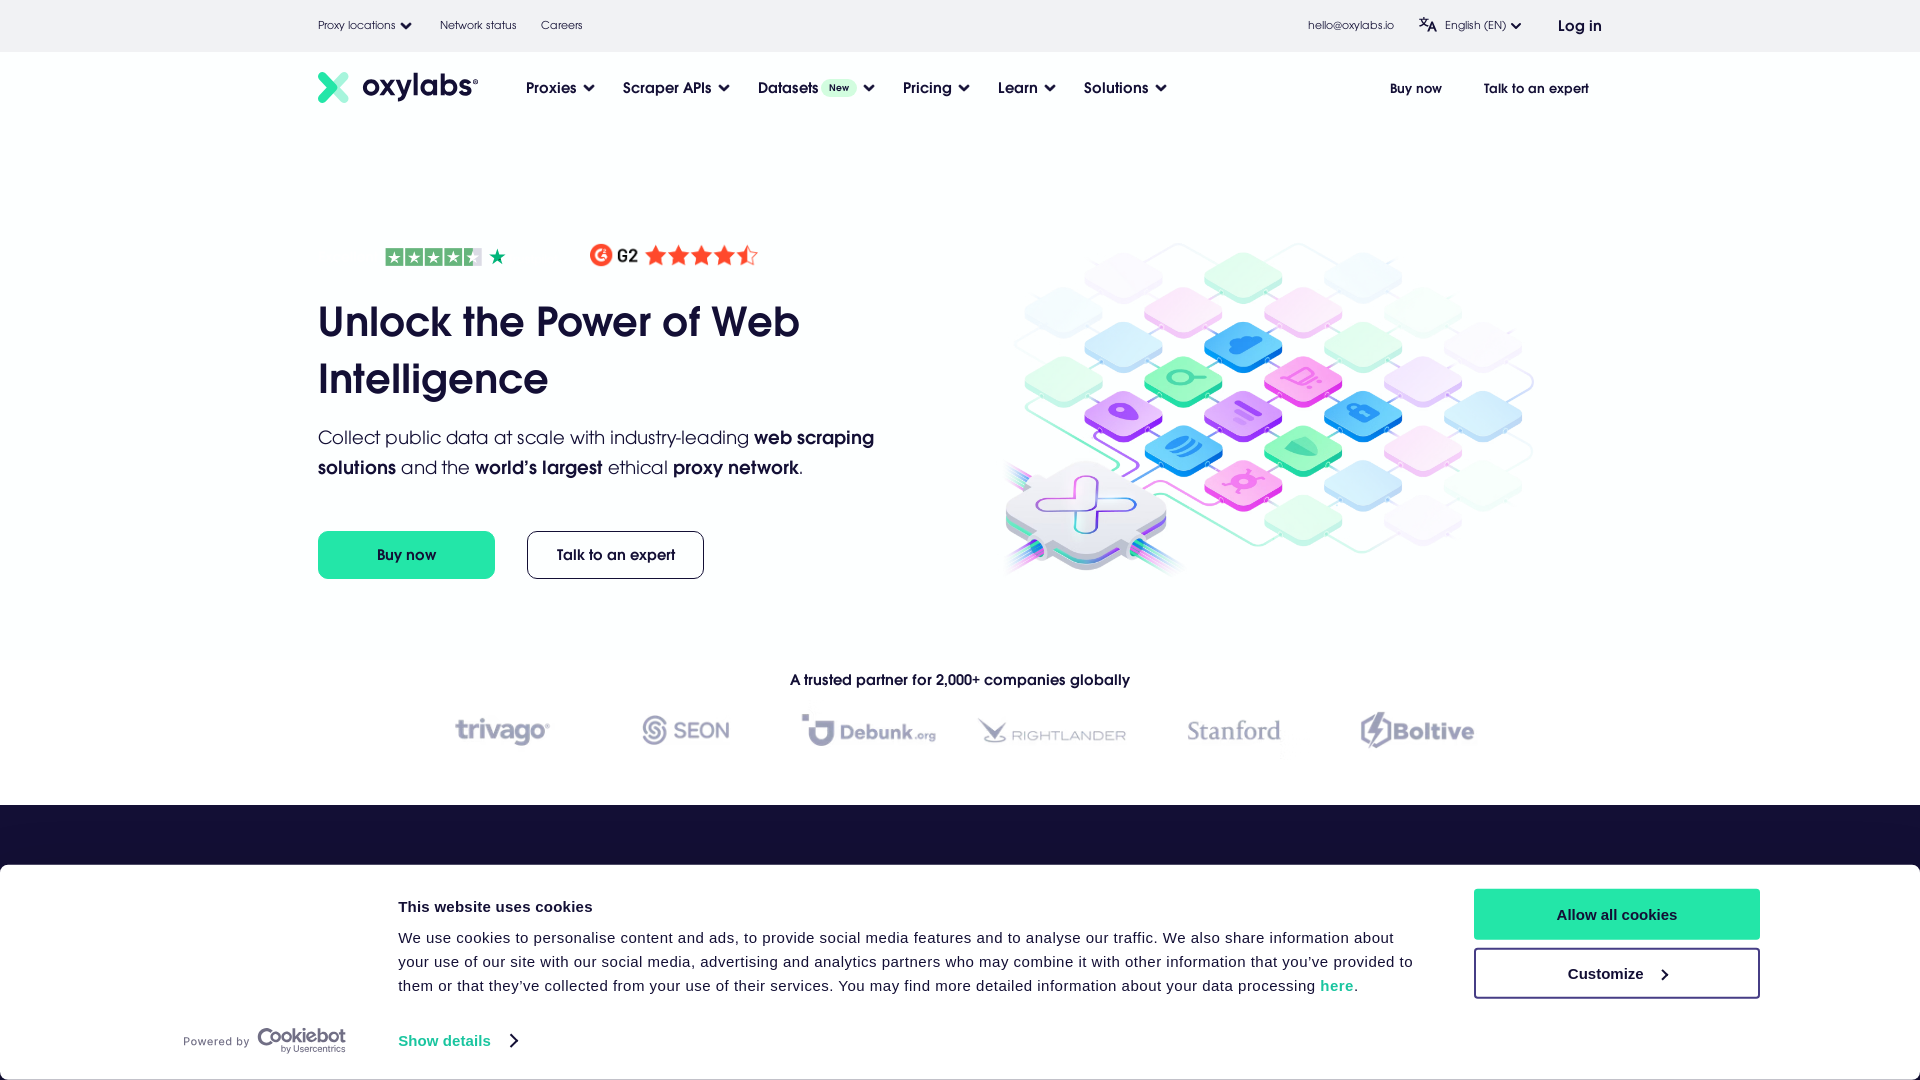 Proxy locations
Network status
Careers
hello@oxylabs.io
English (EN)
Log in
oxylabs®
Proxies
Scraper APIs
Datasets New
Pricing
Learn
Solutions
Buy now
Talk to an expert
G2
Unlock the Power of Web
Intelligence
Collect public data at scale with industry-leading web scraping
solutions and the world's largest ethical proxy network.
Buy now
Talk to an expert
A trusted partner for 2,000+ companies globally
trivago®
SEON
Debunk.org
RIGHTLANDER
Stanford
Boltive
This website uses cookies
We use cookies to personalise content and ads, to provide social media features and to analyse our traffic. We also share information about
your use of our site with our social media, advertising and analytics partners who may combine it with other information that you've provided to
them or that they've collected from your use of their services. You may find more detailed information about your data processing here.
Allow all cookies
Customize
Powered by Cookiebot
by Usercentrics
Show details